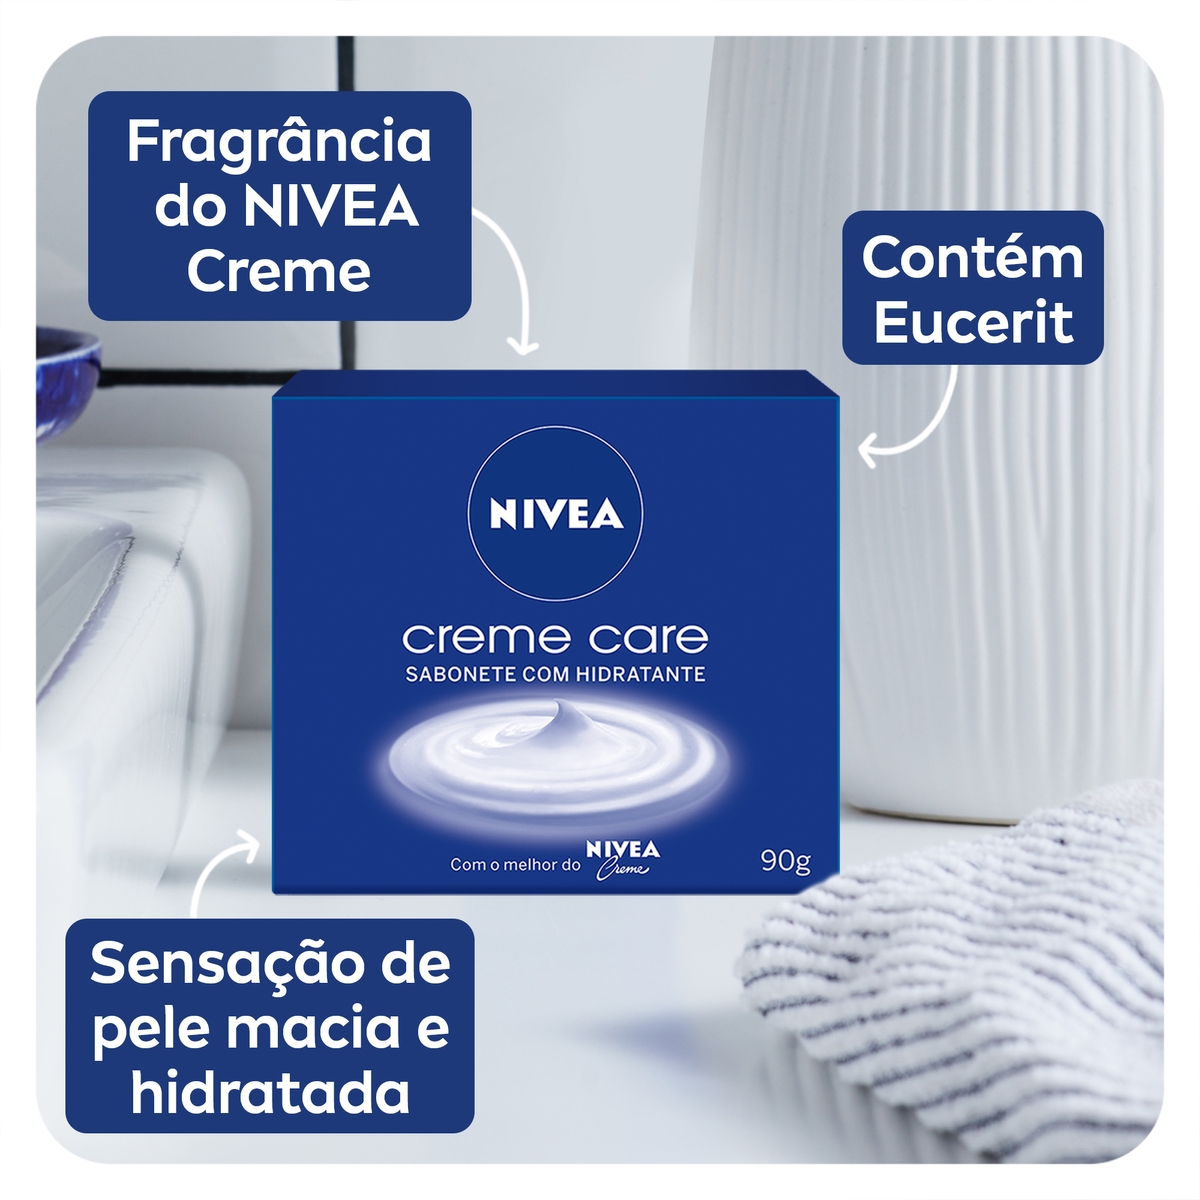 Fragrância
do NIVEA
Creme
Contém
Eucerit
NIVEA
creme care
SABONETE COM HIDRATANTE
Com o melhor do NIVEA
Creme
90g
Sensação de
pele macia e
hidratada